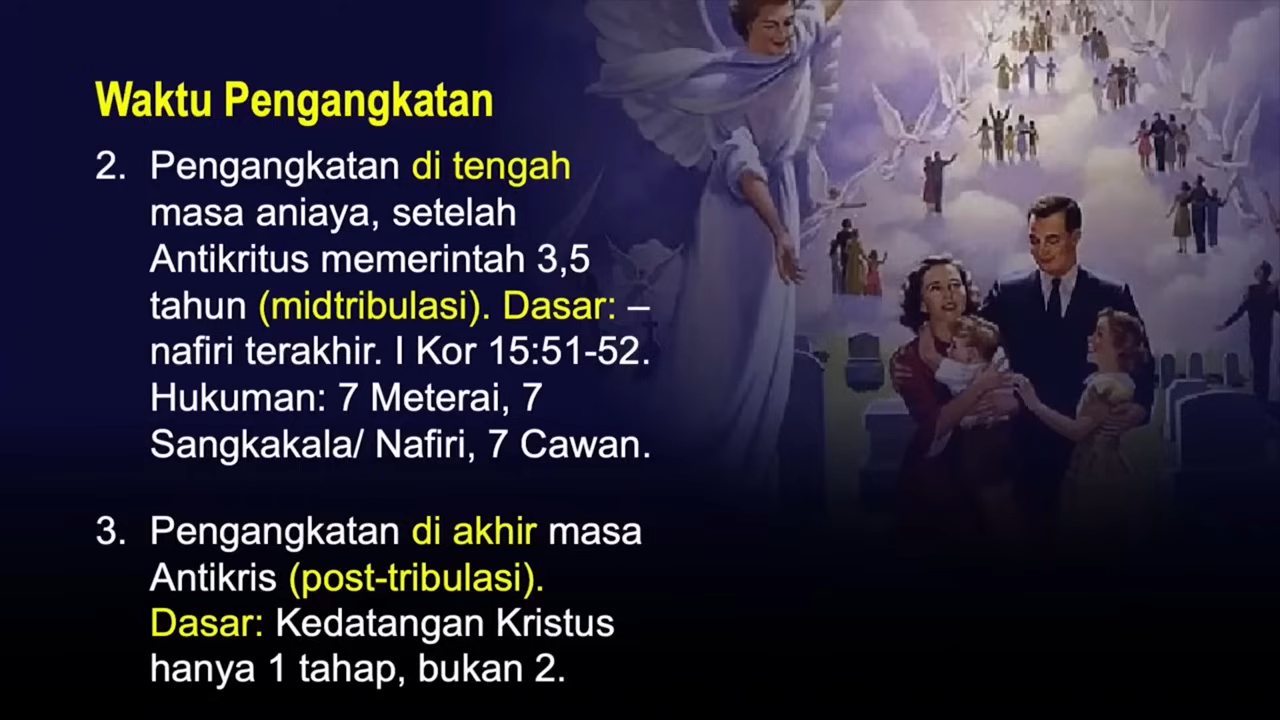 Waktu Pengangkatan
2. Pengangkatan di tengah
masa aniaya, setelah
Antikritus memerintah 3,5
tahun (midtribulasi). Dasar: –
nafiri terakhir. I Kor 15:51-52.
Hukuman: 7 Meterai, 7
Sangkakala/ Nafiri, 7 Cawan.
3. Pengangkatan di akhir masa
Antikris (post-tribulasi).
Dasar: Kedatangan Kristus
hanya 1 tahap, bukan 2.